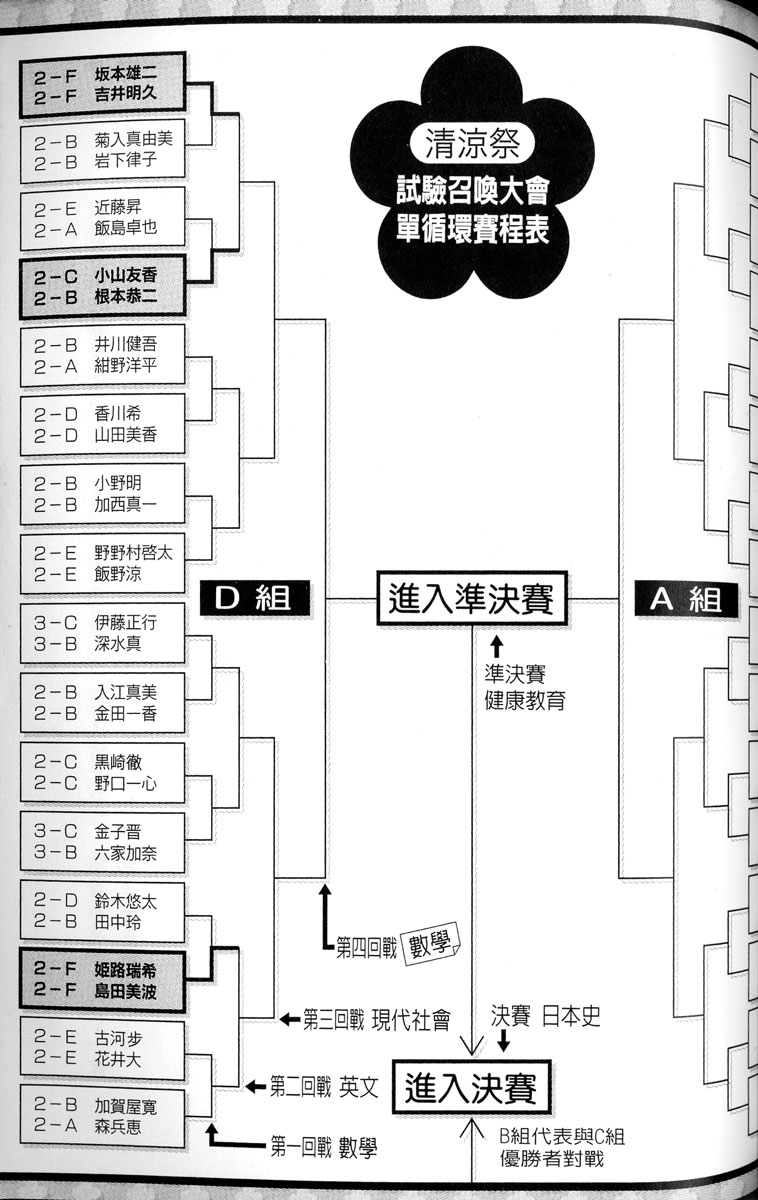 清涼祭
試驗召喚大會
單循環賽程表
2-F 坂本雄二
2-F 吉井明久
2-B 菊入真由美
2-B 岩下律子
2-E 近藤昇
2-A 飯島卓也
2-C 小山友香
2-B 根本恭二
2-B 井川健吾
2-A 紺野洋平
2-D 香川希
2-D 山田美香
2-B 小野明
2-B 加西真一
2-E 野野村啓太
2-E 飯野涼
3-C 伊藤正行
3-B 深水真
2-B 入江真美
2-B 金田一香
2-C 黒崎徹
2-C 野口一心
3-C 金子晋
3-B 六家加奈
2-D 鈴木悠太
2-B 田中玲
2-F 姫路瑞希
2-F 島田美波
2-E 古河步
2-E 花井大
2-B 加賀屋寬
2-A 森兵恵
D 組
進入準決賽
A 組
準決賽
健康教育
第四回戰 數學
第三回戰 現代社會
第二回戰 英文
第一回戰 數學
決賽 日本史
進入決賽
B組代表與C組
優勝者對戰